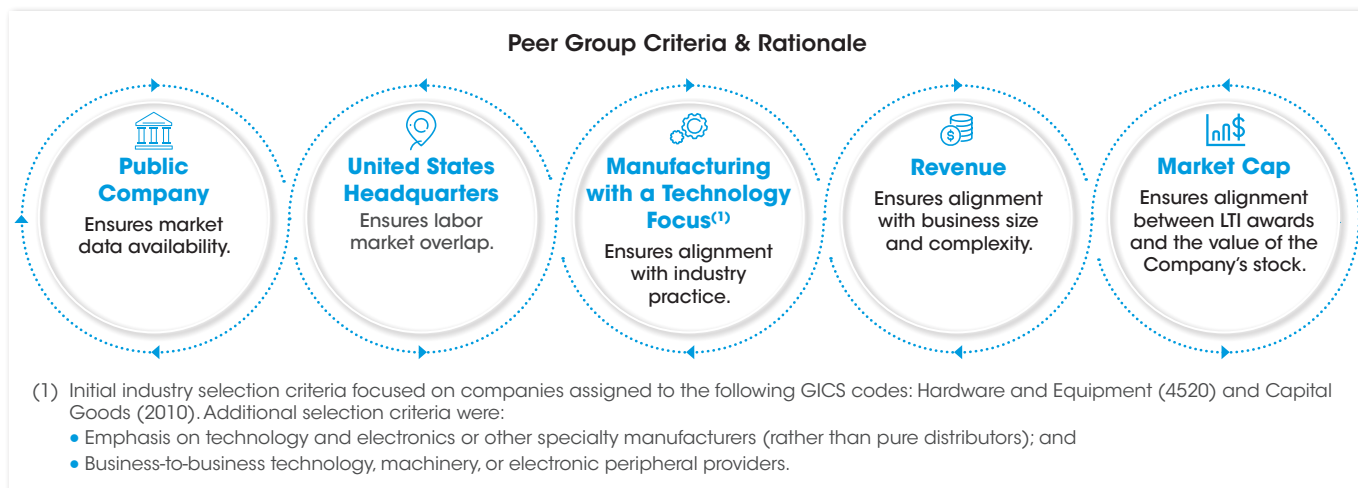 Peer Group Criteria & Rationale
Public
Company
Ensures market
data availability.
United States
Headquarters
Ensures labor
market overlap.
Manufacturing
with a Technology
Focus(1)
Ensures alignment
with industry
practice.
Revenue
Ensures alignment
with business size
and complexity.
Market Cap
Ensures alignment
between LTI awards
and the value of the
Company’s stock.
(1) Initial industry selection criteria focused on companies assigned to the following GICS codes: Hardware and Equipment (4520) and Capital
Goods (2010). Additional selection criteria were:
• Emphasis on technology and electronics or other specialty manufacturers (rather than pure distributors); and
• Business-to-business technology, machinery, or electronic peripheral providers.